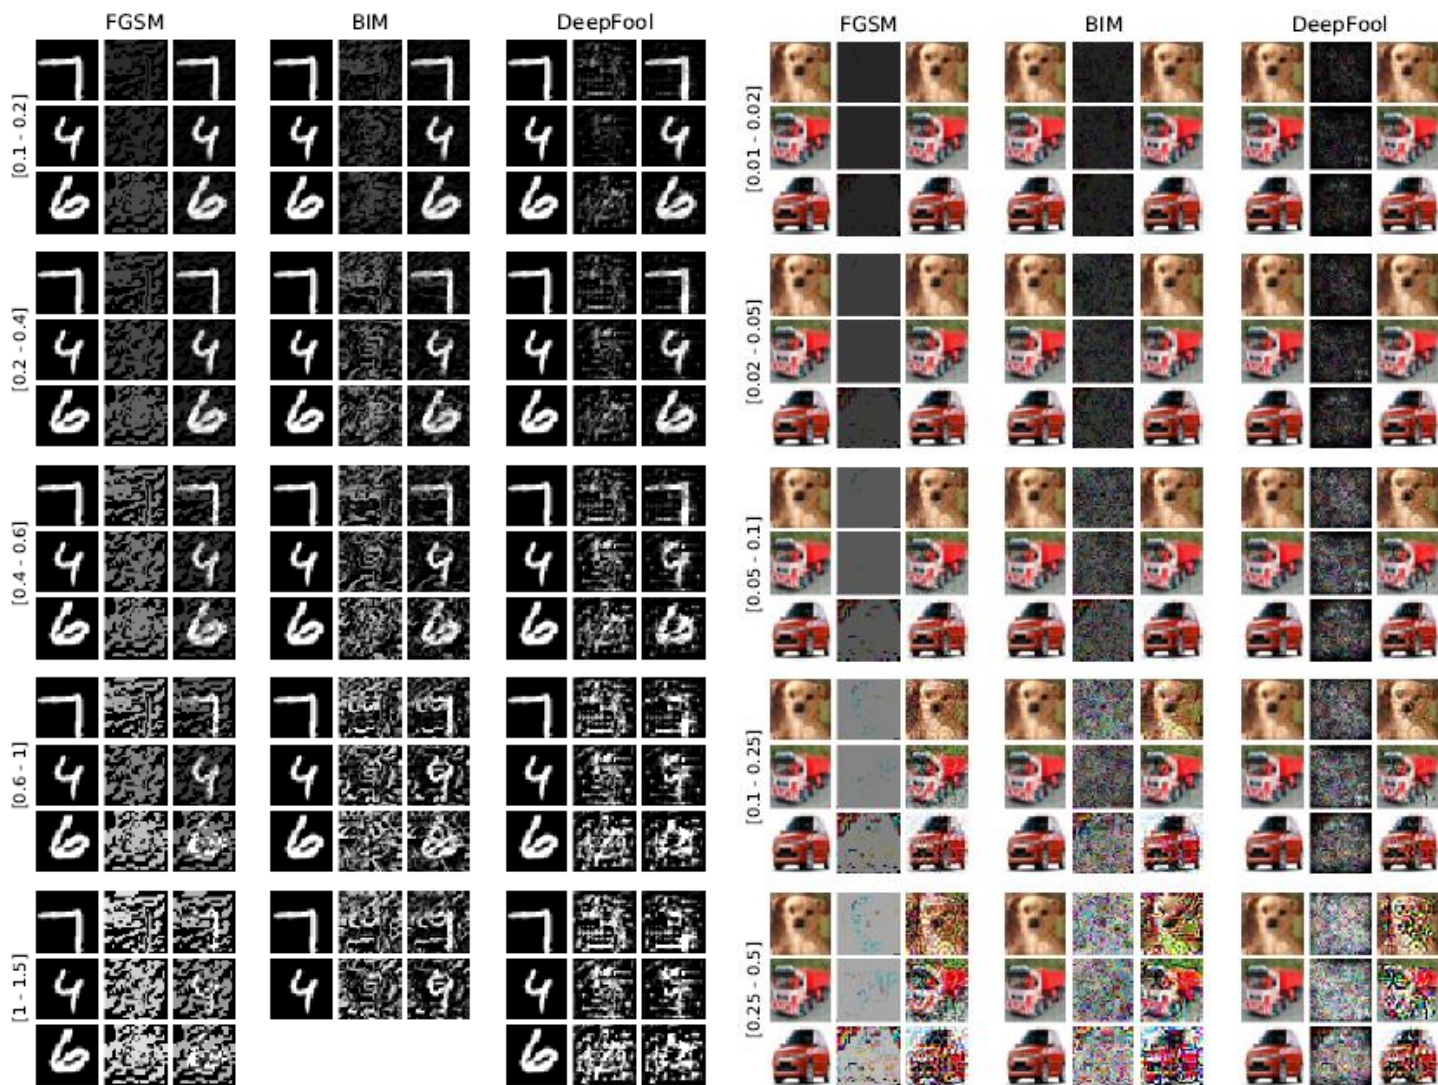 FGSM BIM DeepFool FGSM BIM DeepFool
[0.1 - 0.2]
[0.2 - 0.4]
[0.4 - 0.6]
[0.6 - 1]
[1 - 1.5]
[0.01 - 0.02]
[0.02 - 0.05]
[0.05 - 0.1]
[0.1 - 0.25]
[0.25 - 0.5]